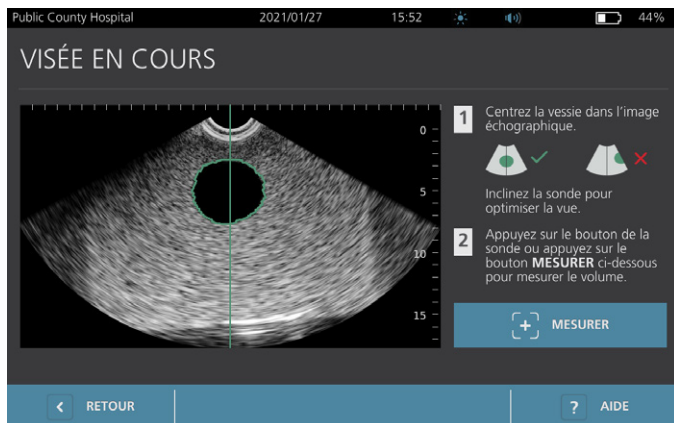 Public County Hospital 2021/01/27 15:52 44%
VISÉE EN COURS
0
5
10
15
1 Centrez la vessie dans l'image
échographique.
Inclinez la sonde pour
optimiser la vue.
2 Appuyez sur le bouton de la
sonde ou appuyez sur le
bouton MESURER ci-dessous
pour mesurer le volume.
MESURER
RETOUR
? AIDE